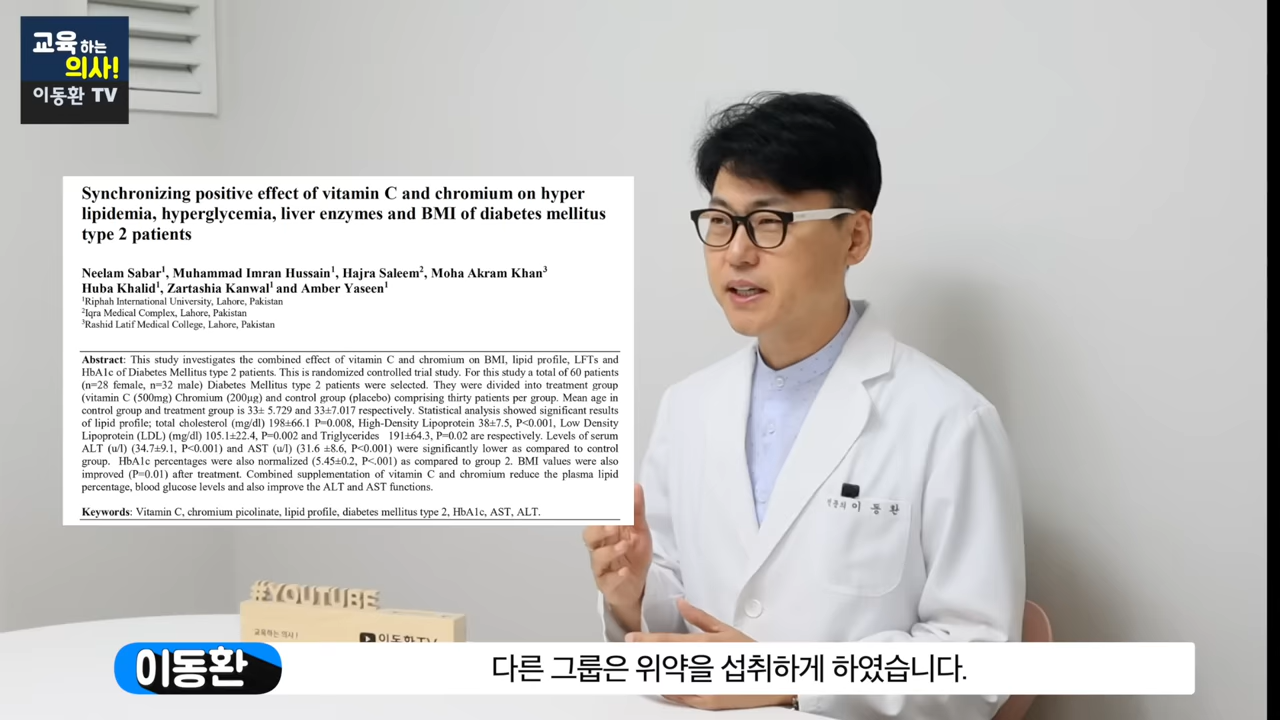 교육하는
의사!
이동환 TV
Synchronizing positive effect of vitamin C and chromium on hyper
lipidemia, hyperglycemia, liver enzymes and BMI of diabetes mellitus
type 2 patients
Neelam Sabar1, Muhammad Imran Hussain1, Hajra Saleem2, Moha Akram Khan3
Huba Khalid1, Zartashia Kanwal1 and Amber Yaseen1
1Riphah International University, Lahore, Pakistan
2Iqra Medical Complex, Lahore, Pakistan
3Rashid Latif Medical College, Lahore, Pakistan
Abstract: This study investigates the combined effect of vitamin C and chromium on BMI, lipid profile, LFTs and
HbA1c of Diabetes Mellitus type 2 patients. This is randomized controlled trial study. For this study a total of 60 patients
(n=28 female, n=32 male) Diabetes Mellitus type 2 patients were selected. They were divided into treatment group
(vitamin C (500mg) Chromium (200µg) and control group (placebo) comprising thirty patients per group. Mean age in
control group and treatment group is 33± 5.729 and 33±7.017 respectively. Statistical analysis showed significant results
of lipid profile; total cholesterol (mg/dl) 198±66.1 P=0.008, High-Density Lipoprotein 38±7.5, P<0.001, Low Density
Lipoprotein (LDL) (mg/dl) 105.1±22.4, P=0.002 and Triglycerides 191±64.3, P=0.02 are respectively. Levels of serum
ALT (u/l) (34.7±9.1, P<0.001) and AST (u/l) (31.6 ±8.6, P<0.001) were significantly lower as compared to control
group. HbA1c percentages were also normalized (5.45±0.2, P<.001) as compared to group 2. BMI values were also
improved (P=0.01) after treatment. Combined supplementation of vitamin C and chromium reduce the plasma lipid
percentage, blood glucose levels and also improve the ALT and AST functions.
Keywords: Vitamin C, chromium picolinate, lipid profile, diabetes mellitus type 2, HbA1c, AST, ALT.
이동환
#YOUTUBE
교육하는 의사!
이동환TV
이동환
다른 그룹은 위약을 섭취하게 하였습니다.